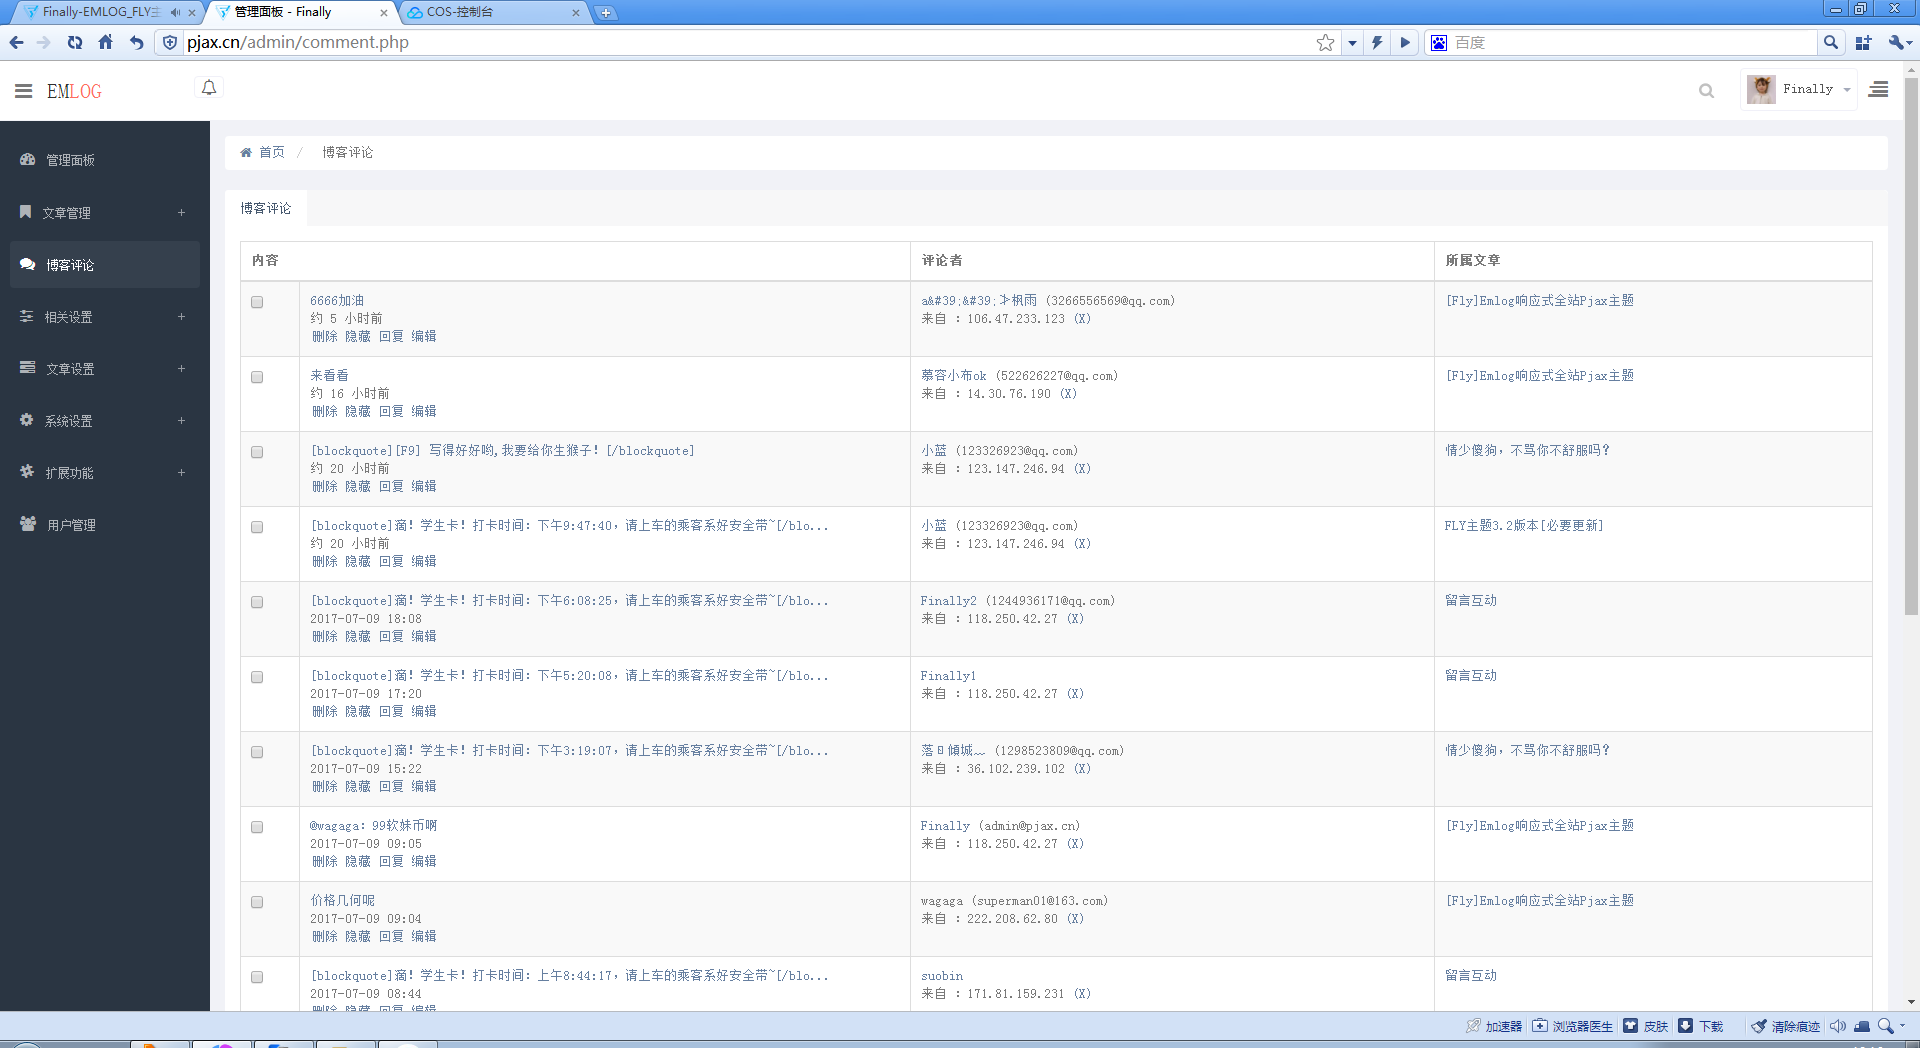 Finally-EMLOG_FLY主
管理面板 - Finally
COS-控制台
pjax.cn/admin/comment.php
百度
EMLOG
Finally
管理面板
文章管理 +
博客评论
相关设置 +
文章设置 +
系统设置 +
扩展功能 +
用户管理
首页 / 博客评论
博客评论
内容 评论者 所属文章
6666加油
约 5 小时前
删除 隐藏 回复 编辑
a&#39;&#39;ﾐ>枫雨 (3266556569@qq.com)
来自 : 106.47.233.123 (X)
[Fly]Emlog响应式全站Pjax主题
来看看
约 16 小时前
删除 隐藏 回复 编辑
慕容小布ok (522626227@qq.com)
来自 : 14.30.76.190 (X)
[Fly]Emlog响应式全站Pjax主题
[blockquote][F9] 写得好好哟,我要给你生猴子! [/blockquote]
约 20 小时前
删除 隐藏 回复 编辑
小蓝 (123326923@qq.com)
来自 : 123.147.246.94 (X)
情少傻狗，不骂你不舒服吗?
[blockquote]滴! 学生卡! 打卡时间: 下午9:47:40, 请上车的乘客系好安全带~[/blo...
约 20 小时前
删除 隐藏 回复 编辑
小蓝 (123326923@qq.com)
来自 : 123.147.246.94 (X)
FLY主题3.2版本[必要更新]
[blockquote]滴! 学生卡! 打卡时间: 下午6:08:25, 请上车的乘客系好安全带~[/blo...
2017-07-09 18:08
删除 隐藏 回复 编辑
Finally2 (1244936171@qq.com)
来自 : 118.250.42.27 (X)
留言互动
[blockquote]滴! 学生卡! 打卡时间: 下午5:20:08, 请上车的乘客系好安全带~[/blo...
2017-07-09 17:20
删除 隐藏 回复 编辑
Finally1
来自 : 118.250.42.27 (X)
留言互动
[blockquote]滴! 学生卡! 打卡时间: 下午3:19:07, 请上车的乘客系好安全带~[/blo...
2017-07-09 15:22
删除 隐藏 回复 编辑
落日傾城﹏ (1298523809@qq.com)
来自 : 36.102.239.102 (X)
情少傻狗，不骂你不舒服吗?
@wagaga: 99软妹币啊
2017-07-09 09:05
删除 隐藏 回复 编辑
Finally (admin@pjax.cn)
来自 : 118.250.42.27 (X)
[Fly]Emlog响应式全站Pjax主题
价格几何呢
2017-07-09 09:04
删除 隐藏 回复 编辑
wagaga (superman01@163.com)
来自 : 222.208.62.80 (X)
[Fly]Emlog响应式全站Pjax主题
[blockquote]滴! 学生卡! 打卡时间: 上午8:44:17, 请上车的乘客系好安全带~[/blo...
2017-07-09 08:44
删除 隐藏 回复 编辑
suobin
来自 : 171.81.159.231 (X)
留言互动
加速器 浏览器医生 皮肤 下载 清除痕迹